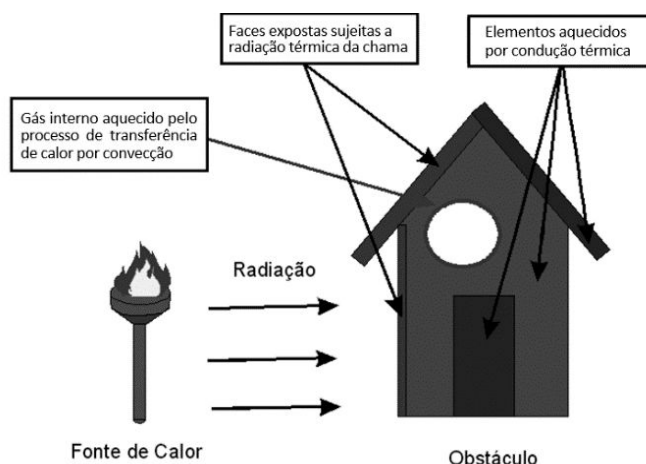 Faces expostas sujeitas a
radiação térmica da chama
Elementos aquecidos
por condução térmica
Gás interno aquecido pelo
processo de transferência
de calor por convecção
Radiação
Fonte de Calor
Obstáculo